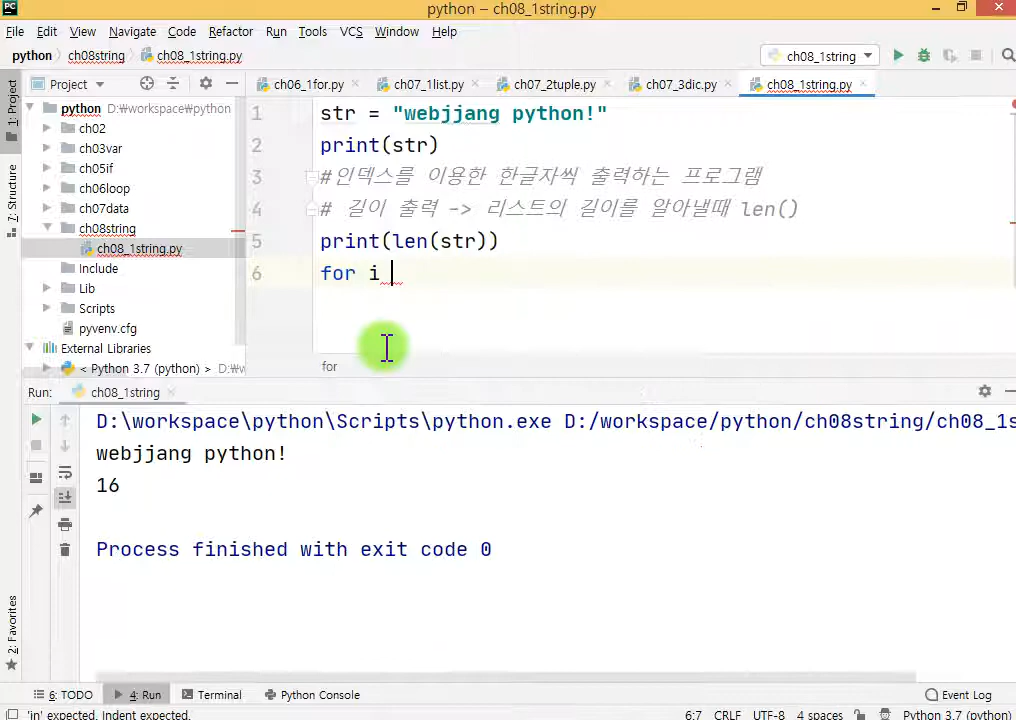 python – ch08_1string.py
File Edit View Navigate Code Refactor Run Tools VCS Window Help
python ch08string ch08_1string.py
ch08_1string
1: Project
Project
ch06_1for.py ch07_1list.py ch07_2tuple.py ch07_3dic.py ch08_1string.py
python D:\workspace\python
ch02
ch03var
ch05if
ch06loop
ch07data
ch08string
ch08_1string.py
Include
Lib
Scripts
pyvenv.cfg
External Libraries
< Python 3.7 (python) > D:\w
7: Structure
1 str = "webjjang python!"
2 print(str)
3 #인덱스를 이용한 한글자씩 출력하는 프로그램
4 # 길이 출력 -> 리스트의 길이를 알아낼때 len()
5 print(len(str))
6 for i
for
Run: ch08_1string
D:\workspace\python\Scripts\python.exe D:/workspace/python/ch08string/ch08_1s
webjjang python!
16
Process finished with exit code 0
2: Favorites
6: TODO 4: Run Terminal Python Console Event Log
'in' expected. Indent expected. 6:7 CRLF UTF-8 4 spaces Python 3.7 (python)